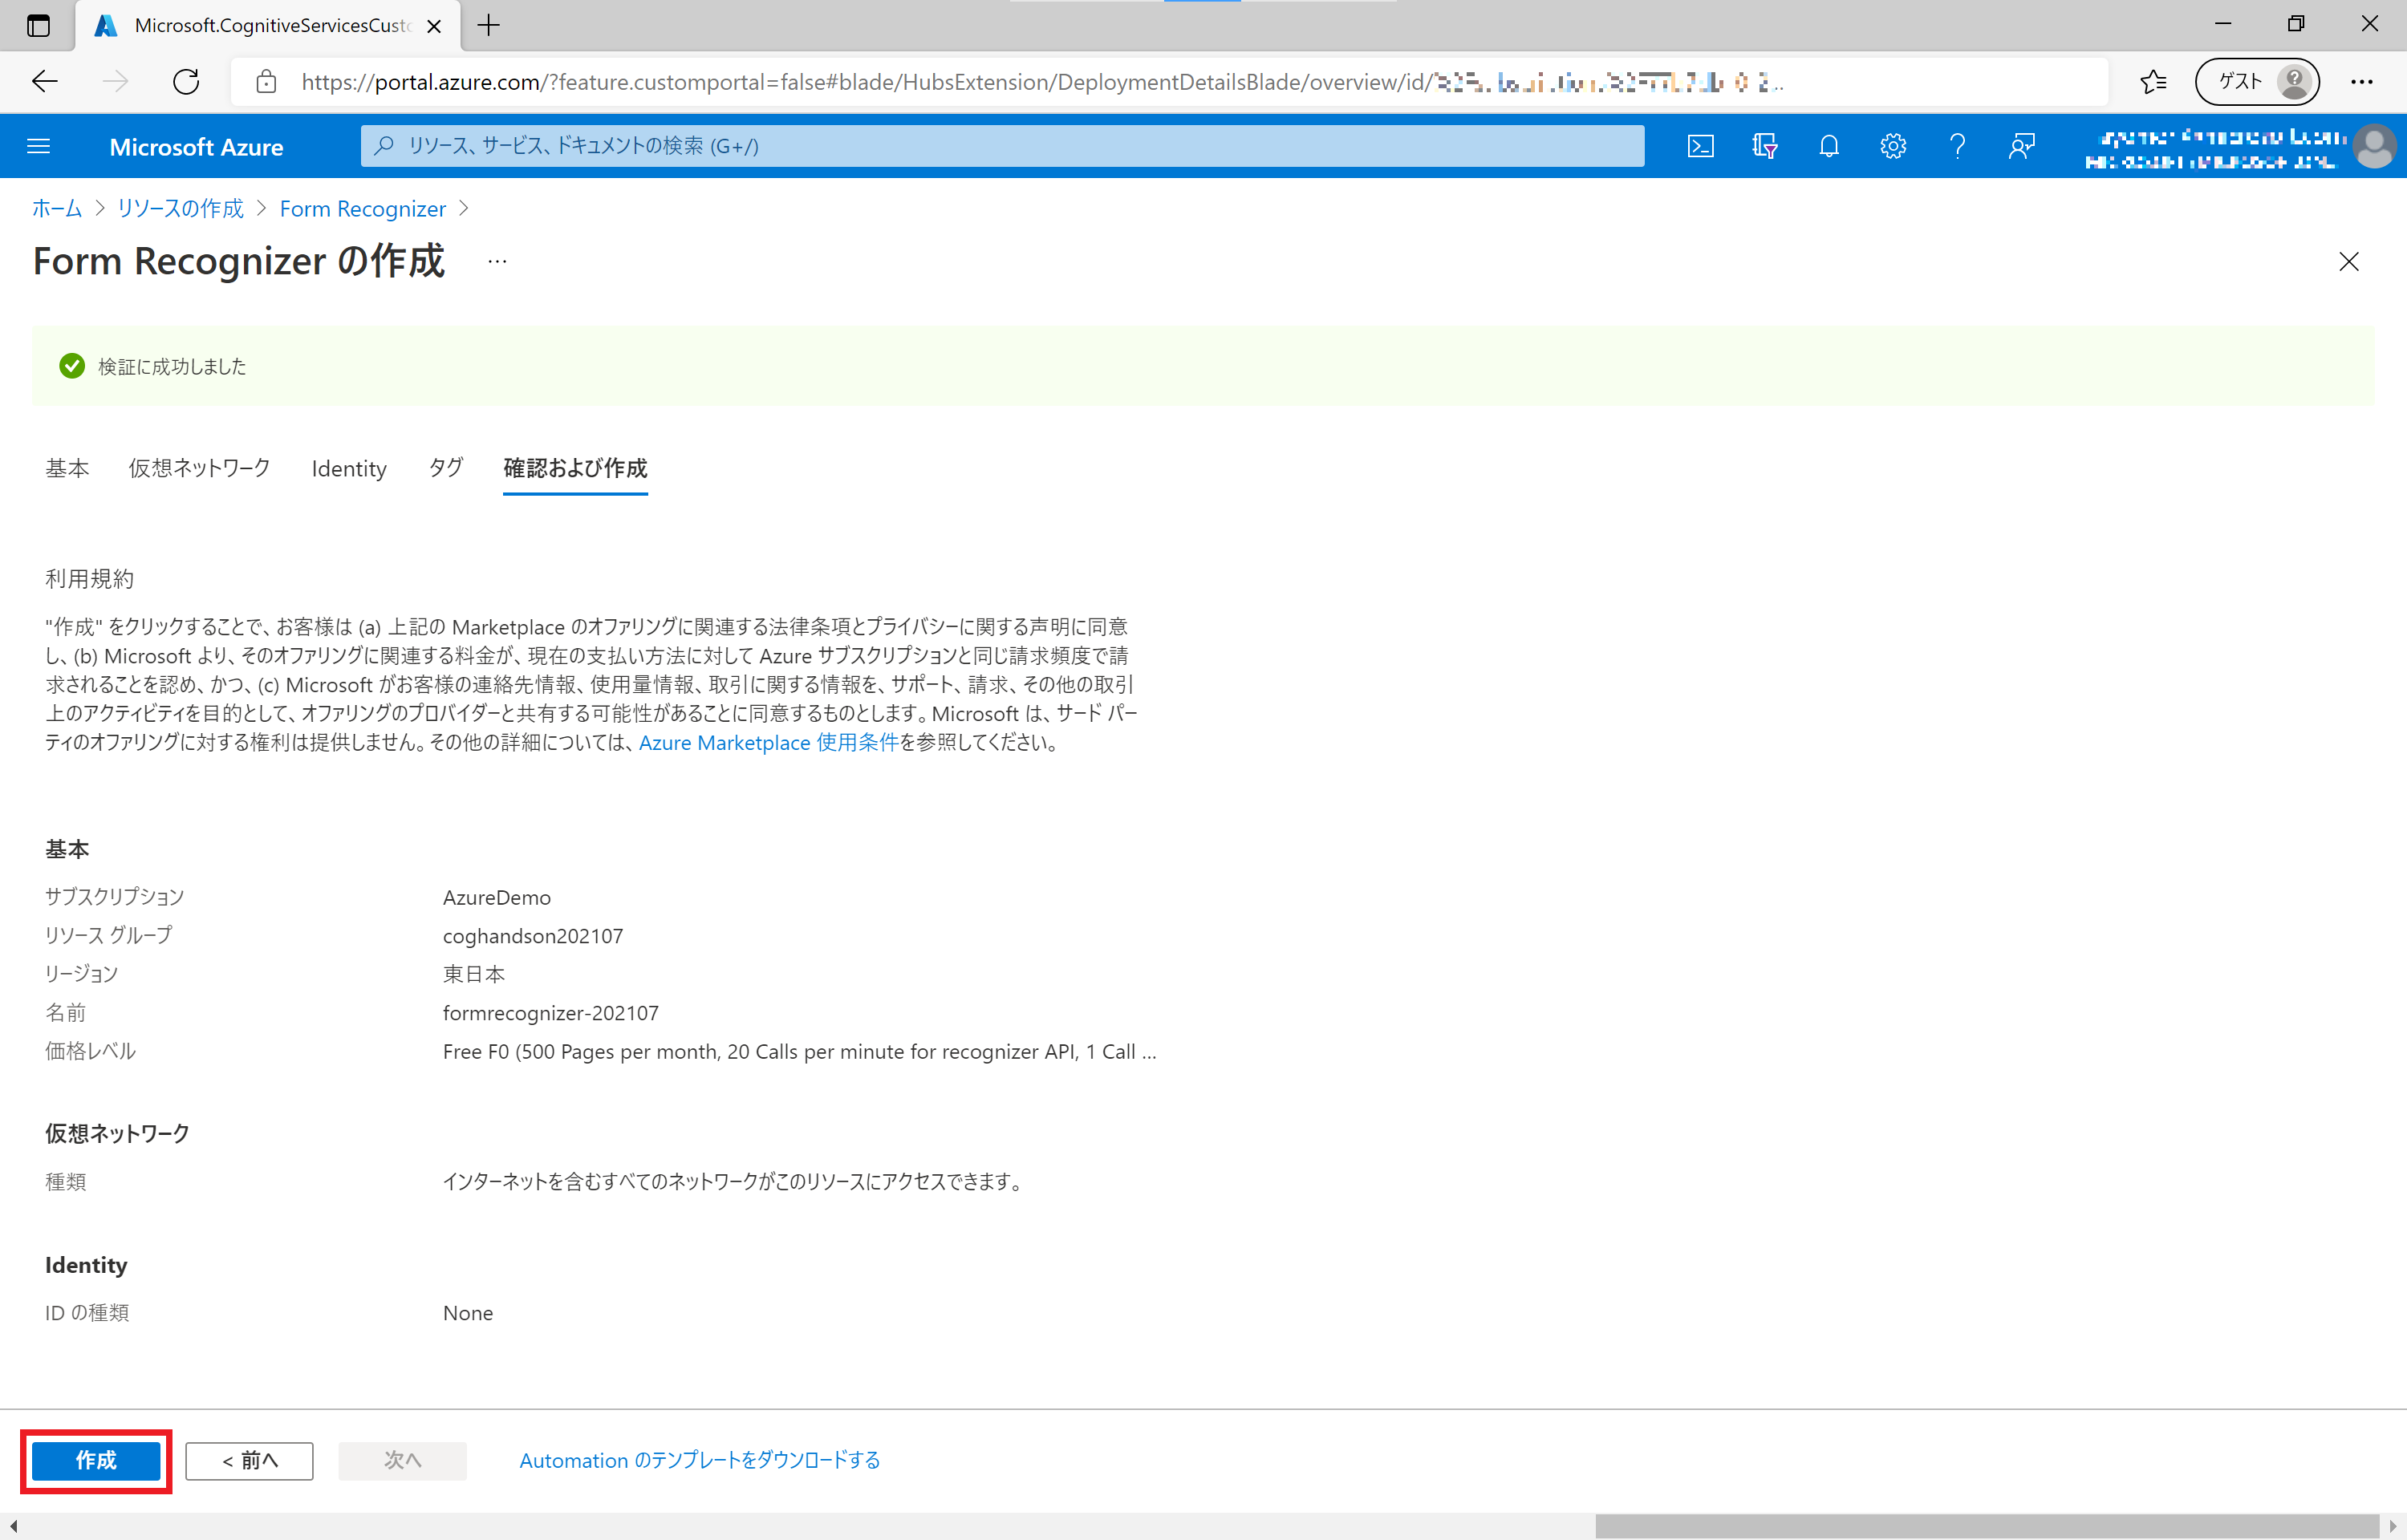 Microsoft.CognitiveServicesCust
https://portal.azure.com/?feature.customportal=false#blade/HubsExtension/DeploymentDetailsBlade/overview/id/
ゲスト
Microsoft Azure
リソース、サービス、ドキュメントの検索 (G+/)
ホーム > リソースの作成 > Form Recognizer >
Form Recognizer の作成 …
検証に成功しました
基本 仮想ネットワーク Identity タグ 確認および作成
利用規約
"作成" をクリックすることで、お客様は (a) 上記の Marketplace のオファリングに関連する法律条項とプライバシーに関する声明に同意
し、(b) Microsoft より、そのオファリングに関連する料金が、現在の支払い方法に対して Azure サブスクリプションと同じ請求頻度で請
求されることを認め、かつ、(c) Microsoft がお客様の連絡先情報、使用量情報、取引に関する情報を、サポート、請求、その他の取引
上のアクティビティを目的として、オファリングのプロバイダーと共有する可能性があることに同意するものとします。Microsoft は、サード パー
ティのオファリングに対する権利は提供しません。その他の詳細については、Azure Marketplace 使用条件を参照してください。
基本
サブスクリプション AzureDemo
リソース グループ coghandson202107
リージョン 東日本
名前 formrecognizer-202107
価格レベル Free F0 (500 Pages per month, 20 Calls per minute for recognizer API, 1 Call ...
仮想ネットワーク
種類 インターネットを含むすべてのネットワークがこのリソースにアクセスできます。
Identity
ID の種類 None
作成 < 前へ 次へ Automation のテンプレートをダウンロードする